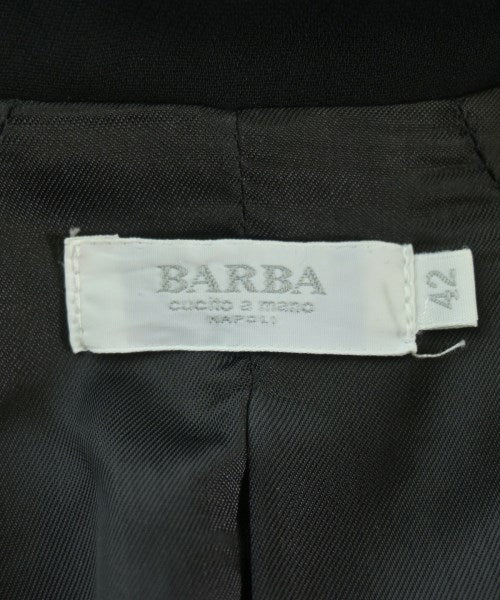 BARBA
cucito a mano
NAPOLI
42